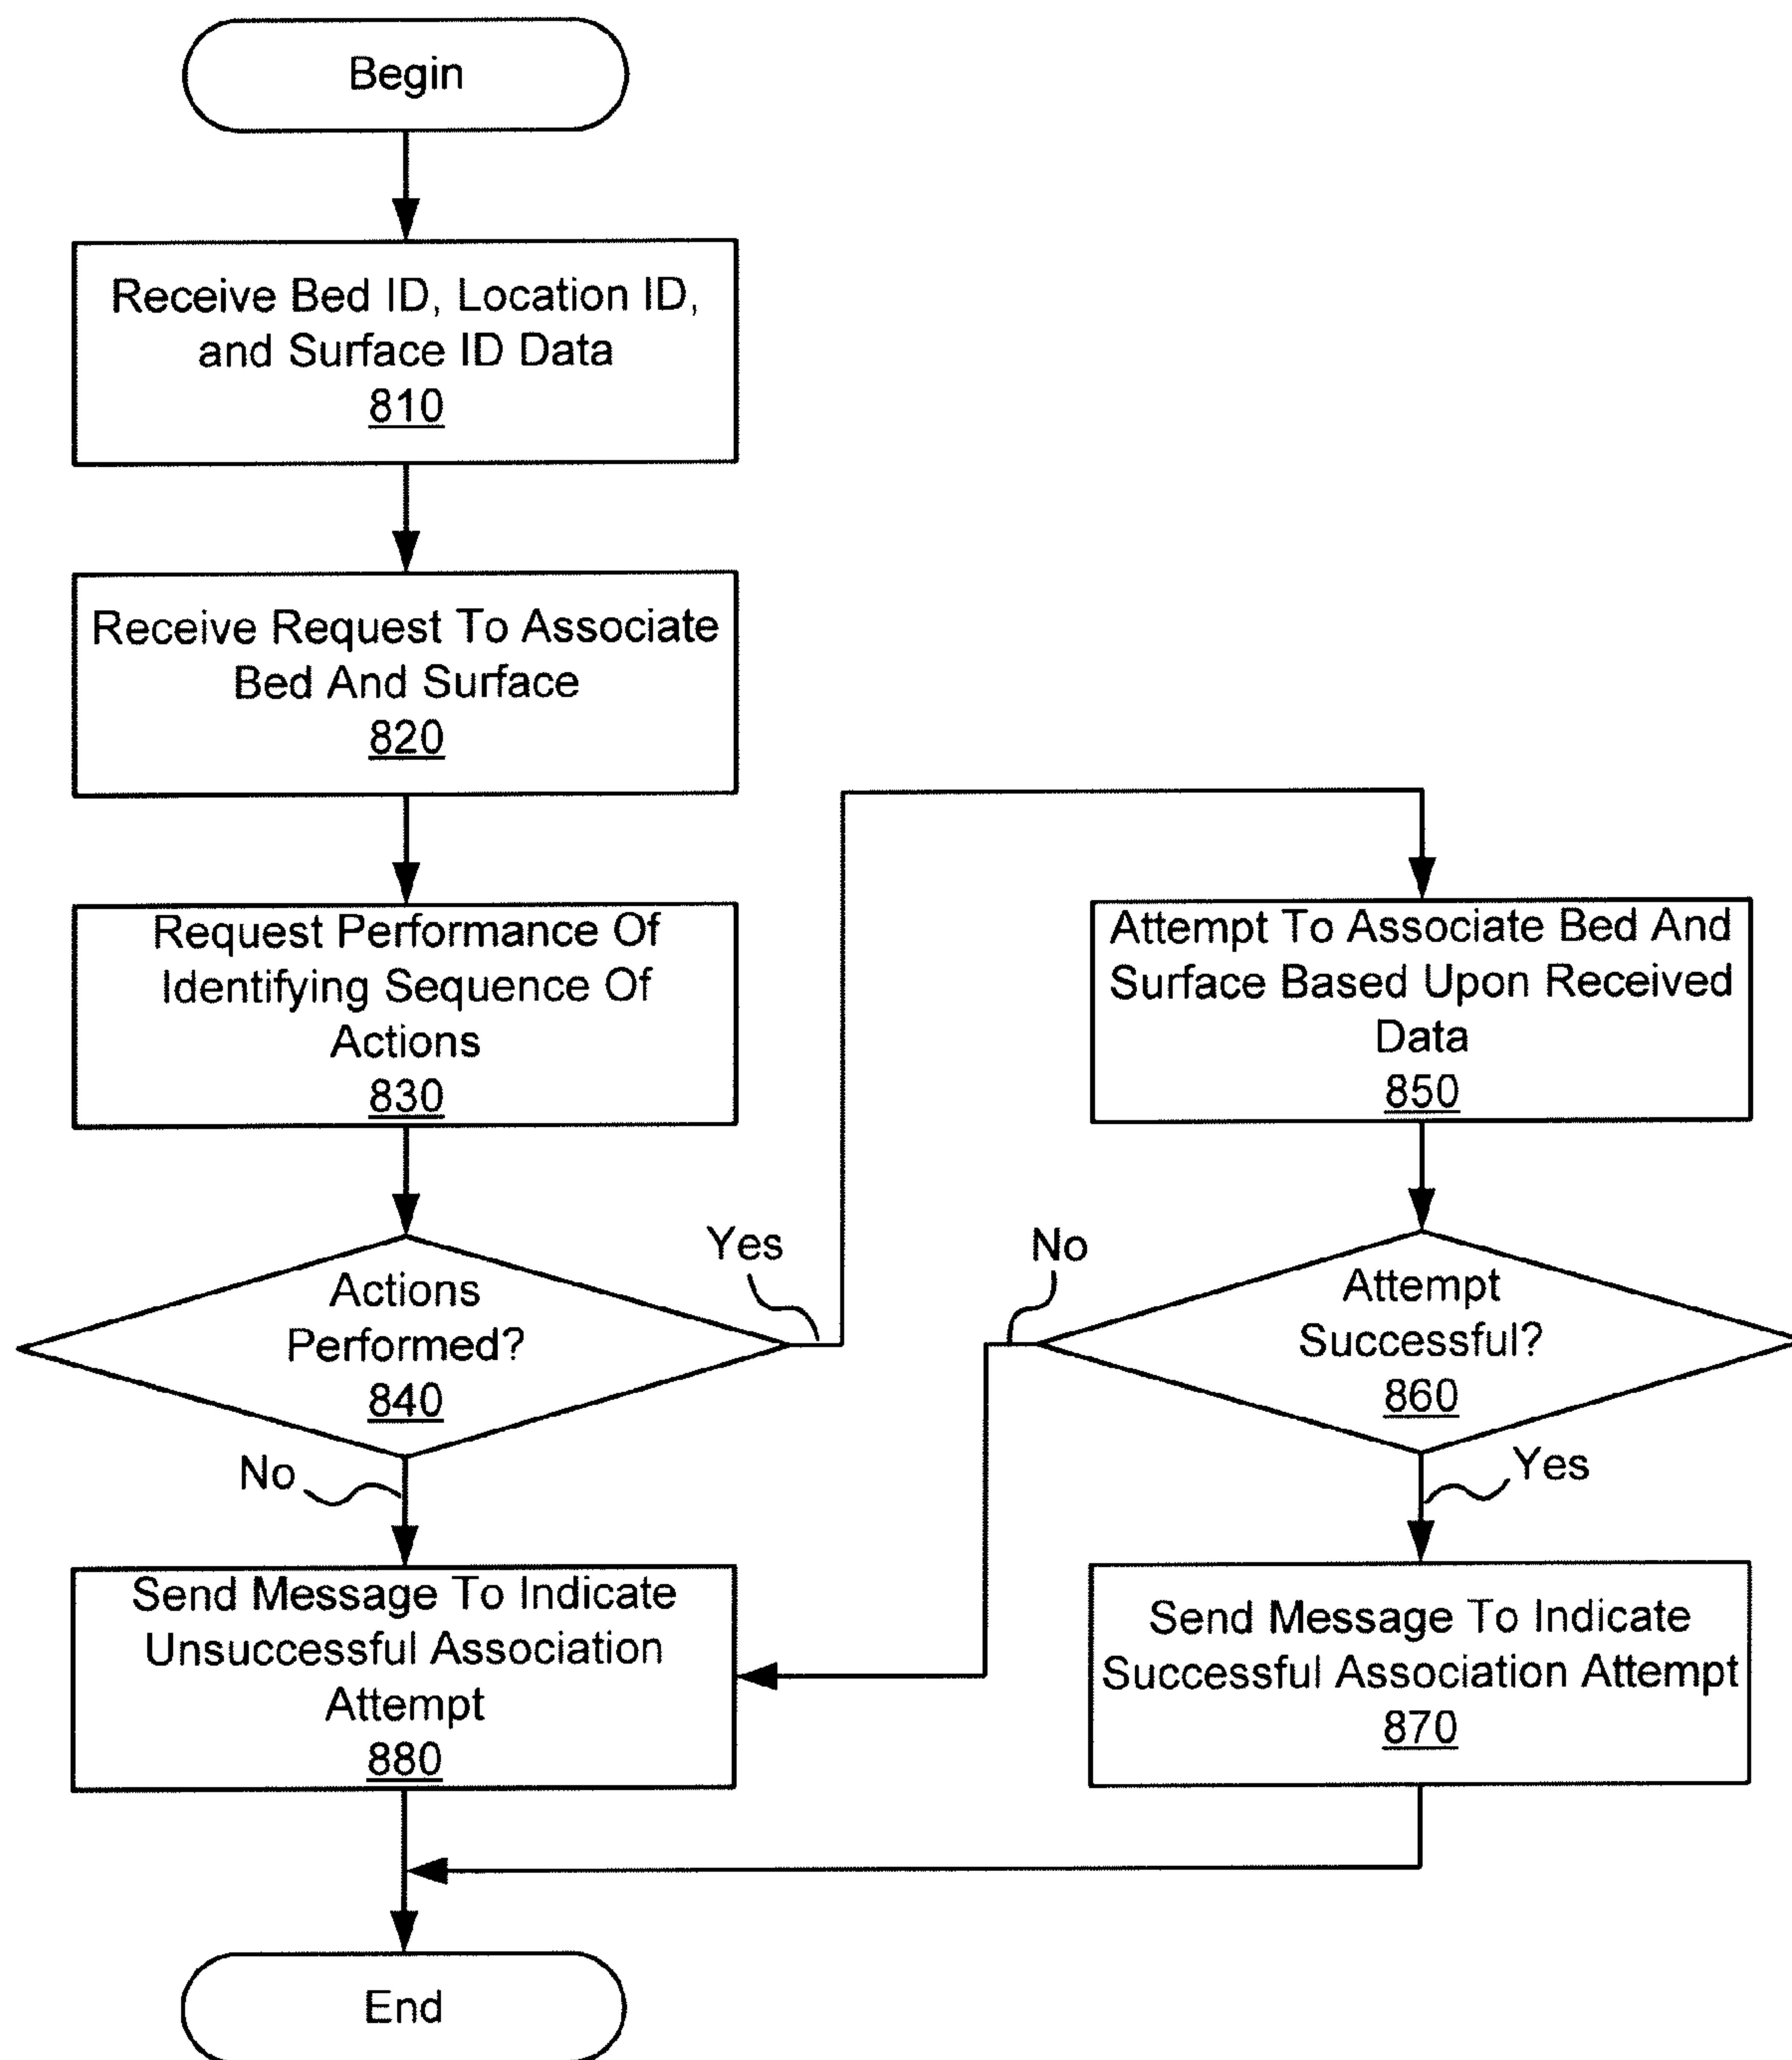 Begin
Receive Bed ID, Location ID,
and Surface ID Data
810
Receive Request To Associate
Bed And Surface
820
Request Performance Of
Identifying Sequence Of
Actions
830
Actions
Performed?
840
Yes
No
Attempt To Associate Bed And
Surface Based Upon Received
Data
850
Attempt
Successful?
860
No
Yes
Send Message To Indicate
Successful Association Attempt
870
Send Message To Indicate
Unsuccessful Association
Attempt
880
End